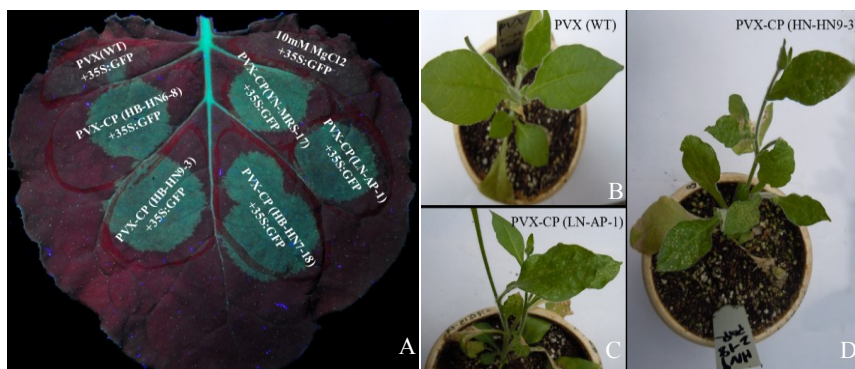 PVX(WT)
+35S:GFP
10mM MgCl2
+35S:GFP
PVX-CP (HB-HN6-8)
+35S:GFP
PVX-CP(YN-MRS-17)
+35S:GFP
PVX-CP(LN-AP-1)
+35S:GFP
PVX-CP (HB-HN9-3)
+35S:GFP
PVX-CP (HB-HN7-18)
+35S:GFP
A
PVX (WT)
PVX
B
PVX-CP (LN-AP-1)
C
PVX-CP (HN-HN9-3)
D